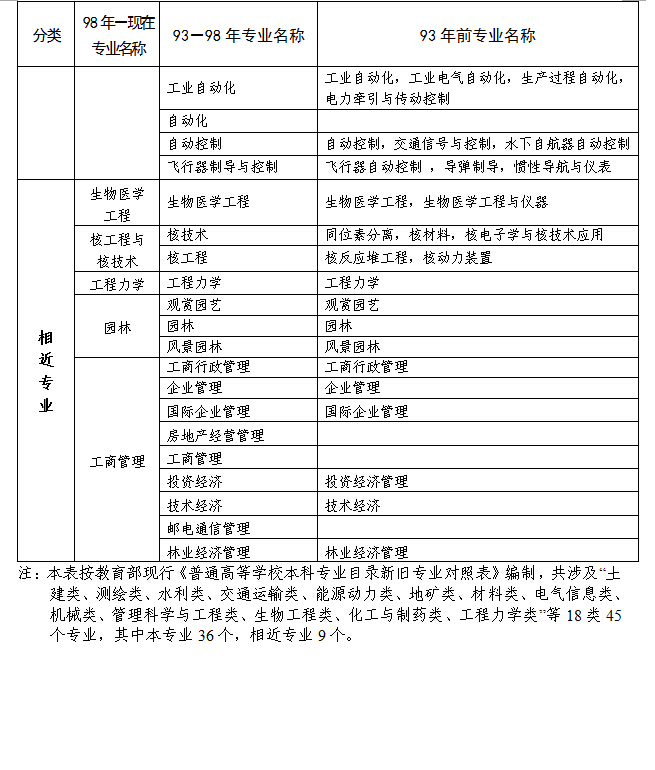 分类 98年—现在专业名称 93—98年专业名称 93年前专业名称
工业自动化 工业自动化，工业电气自动化，生产过程自动化，
电力牵引与传动控制
自动化
自动控制 自动控制，交通信号与控制，水下自航器自动控制
飞行器制导与控制 飞行器自动控制 ，导弹制导，惯性导航与仪表
相近专业
生物医学工程 生物医学工程 生物医学工程，生物医学工程与仪器
核工程与核技术 核技术 同位素分离，核材料，核电子学与核技术应用
核工程 核反应堆工程，核动力装置
工程力学 工程力学 工程力学
园林 观赏园艺 观赏园艺
园林 园林
风景园林 风景园林
工商管理 工商行政管理 工商行政管理
企业管理 企业管理
国际企业管理 国际企业管理
房地产经营管理
工商管理
投资经济 投资经济管理
技术经济 技术经济
邮电通信管理
林业经济管理 林业经济管理
注：本表按教育部现行《普通高等学校本科专业目录新旧专业对照表》编制，共涉及“土
建类、测绘类、水利类、交通运输类、能源动力类、地矿类、材料类、电气信息类、
机械类、管理科学与工程类、生物工程类、化工与制药类、工程力学类”等18类45
个专业，其中本专业36个，相近专业9个。